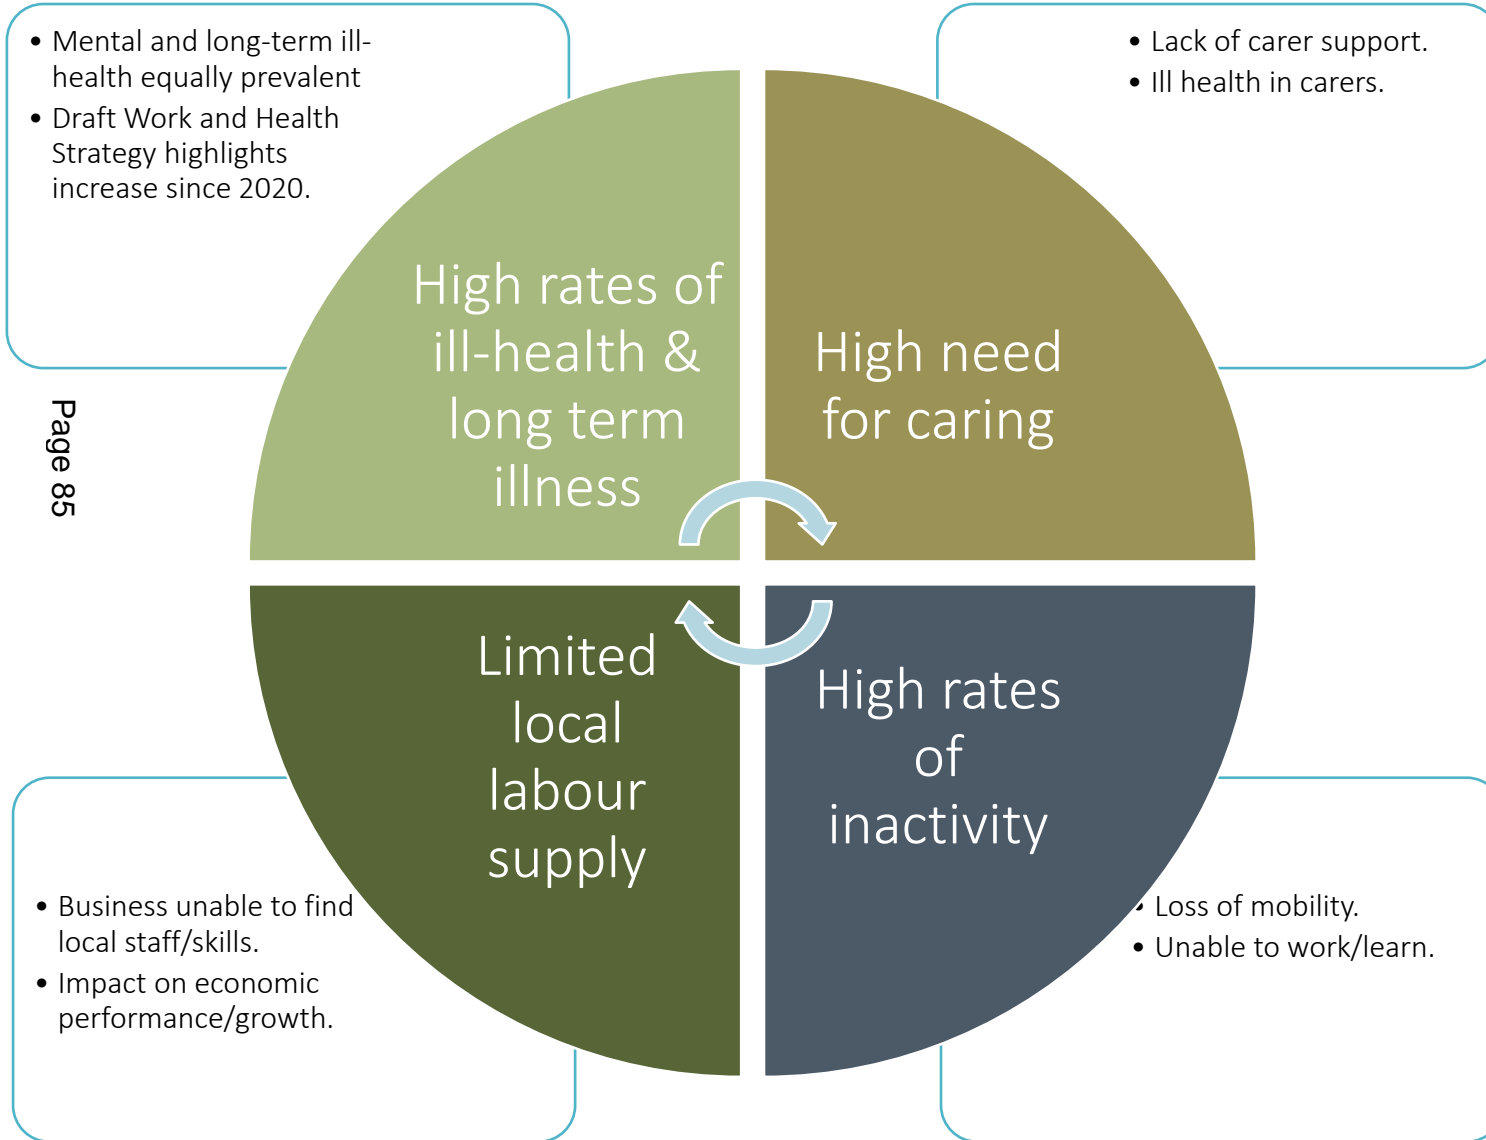 • Mental and long-term ill-
health equally prevalent
• Draft Work and Health
Strategy highlights
increase since 2020.
• Lack of carer support.
• Ill health in carers.
High rates of
ill-health &
long term
illness
High need
for caring
Page 85
Limited
local
labour
supply
High rates
of
inactivity
• Business unable to find
local staff/skills.
• Impact on economic
performance/growth.
• Loss of mobility.
• Unable to work/learn.